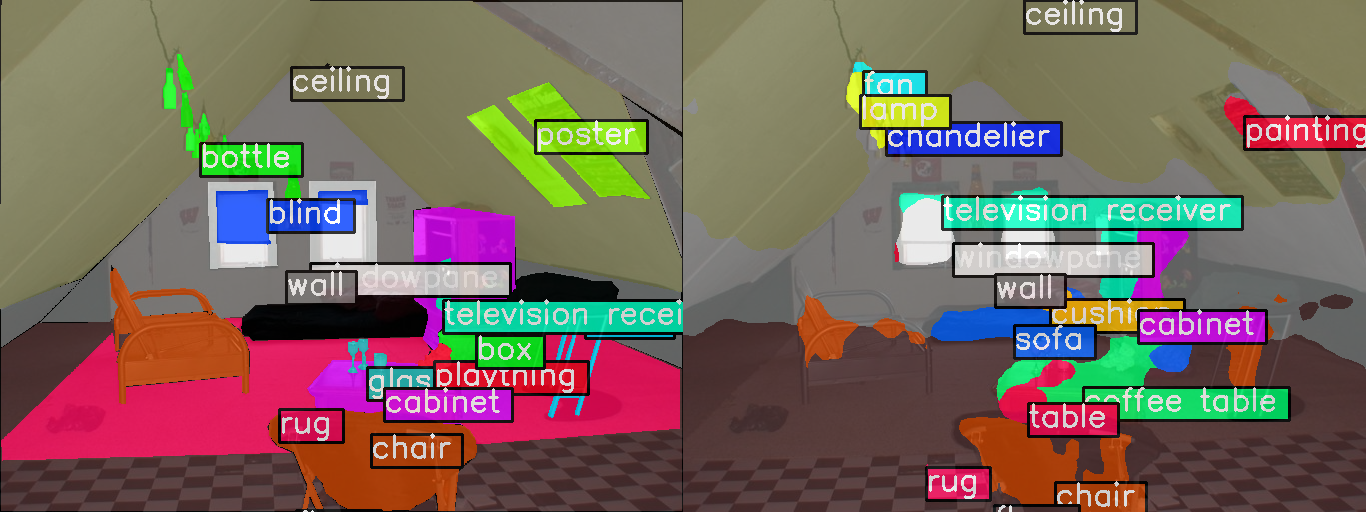 ceiling
poster
bottle
blind
dowpane
wall
television recei
box
plaything
glas
cabinet
rug
chair
ceiling
fan
lamp
chandelier
painting
television receiver
windowpane
wall
cushi
cabinet
sofa
coffee table
table
rug
chair